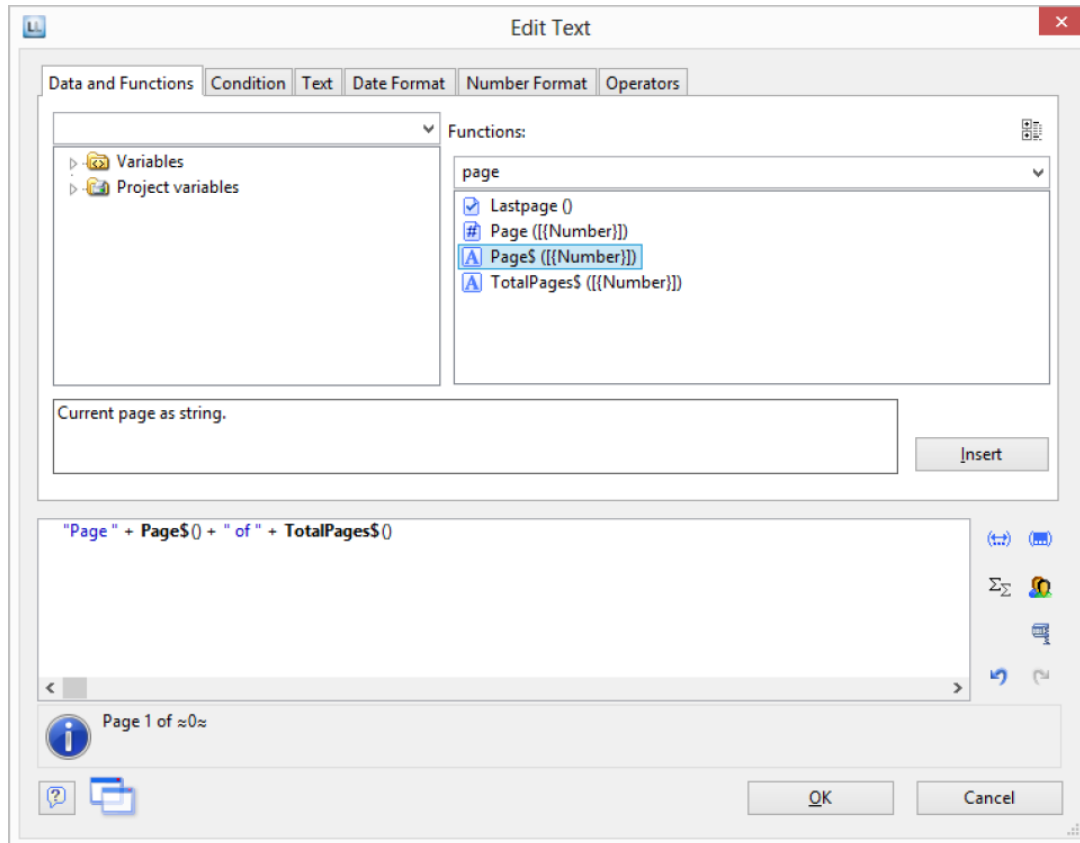 LL
Edit Text
Data and Functions Condition Text Date Format Number Format Operators
Functions:
Variables
Project variables
page
Lastpage ()
Page ([{Number}])
Page$ ([{Number}])
TotalPages$ ([{Number}])
Current page as string.
Insert
"Page " + Page$() + " of " + TotalPages$()
ΣΣ
Page 1 of ≈0≈
OK Cancel